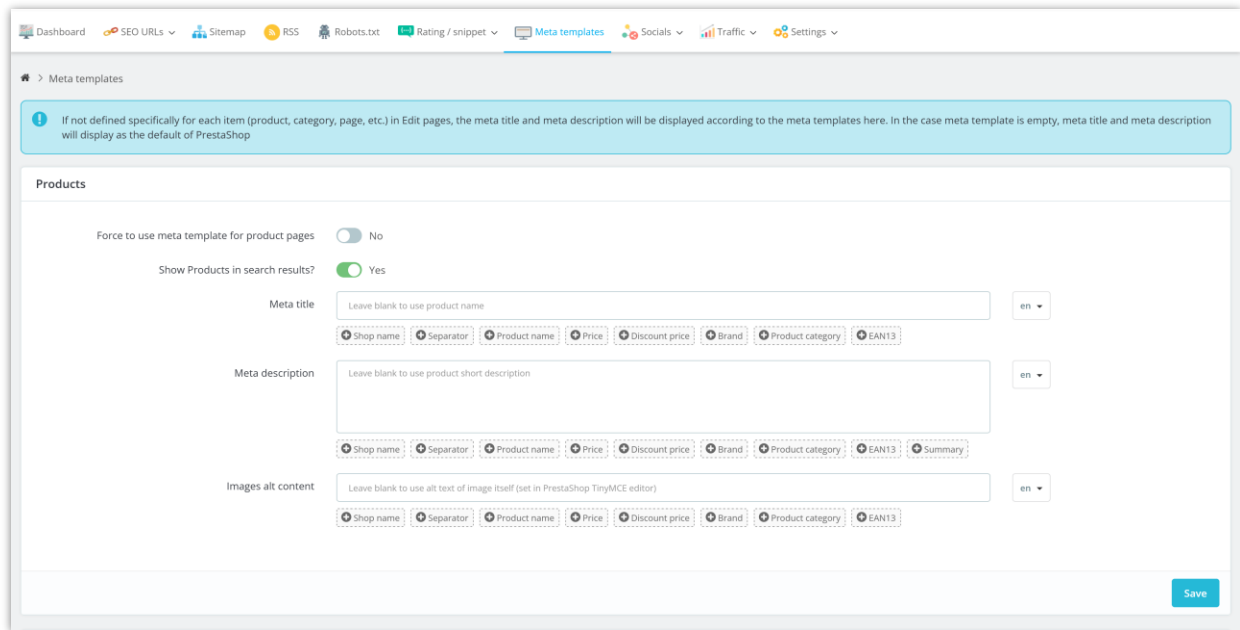 Dashboard SEO URLs Sitemap RSS Robots.txt Rating / snippet Meta templates Socials Traffic Settings
> Meta templates
If not defined specifically for each item (product, category, page, etc.) in Edit pages, the meta title and meta description will be displayed according to the meta templates here. In the case meta template is empty, meta title and meta description
will display as the default of PrestaShop
Products
Force to use meta template for product pages No
Show Products in search results? Yes
Meta title Leave blank to use product name en
Shop name Separator Product name Price Discount price Brand Product category EAN13
Meta description Leave blank to use product short description en
Shop name Separator Product name Price Discount price Brand Product category EAN13 Summary
Images alt content Leave blank to use alt text of image itself (set in PrestaShop TinyMCE editor) en
Shop name Separator Product name Price Discount price Brand Product category EAN13
Save